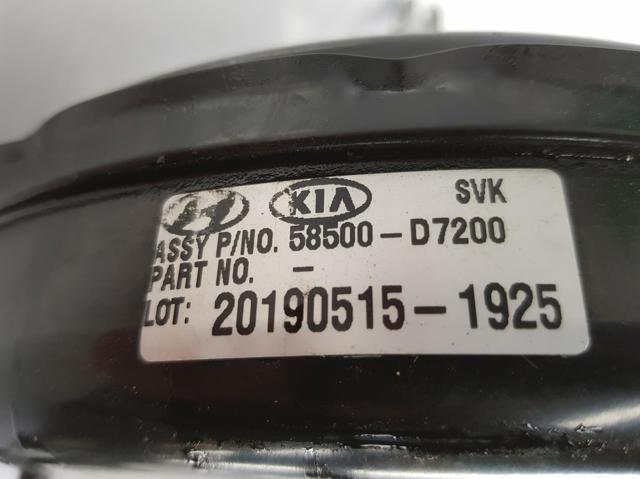 KIA SVK
ASSY P/NO. 58500-D7200
PART NO. -
LOT: 20190515-1925